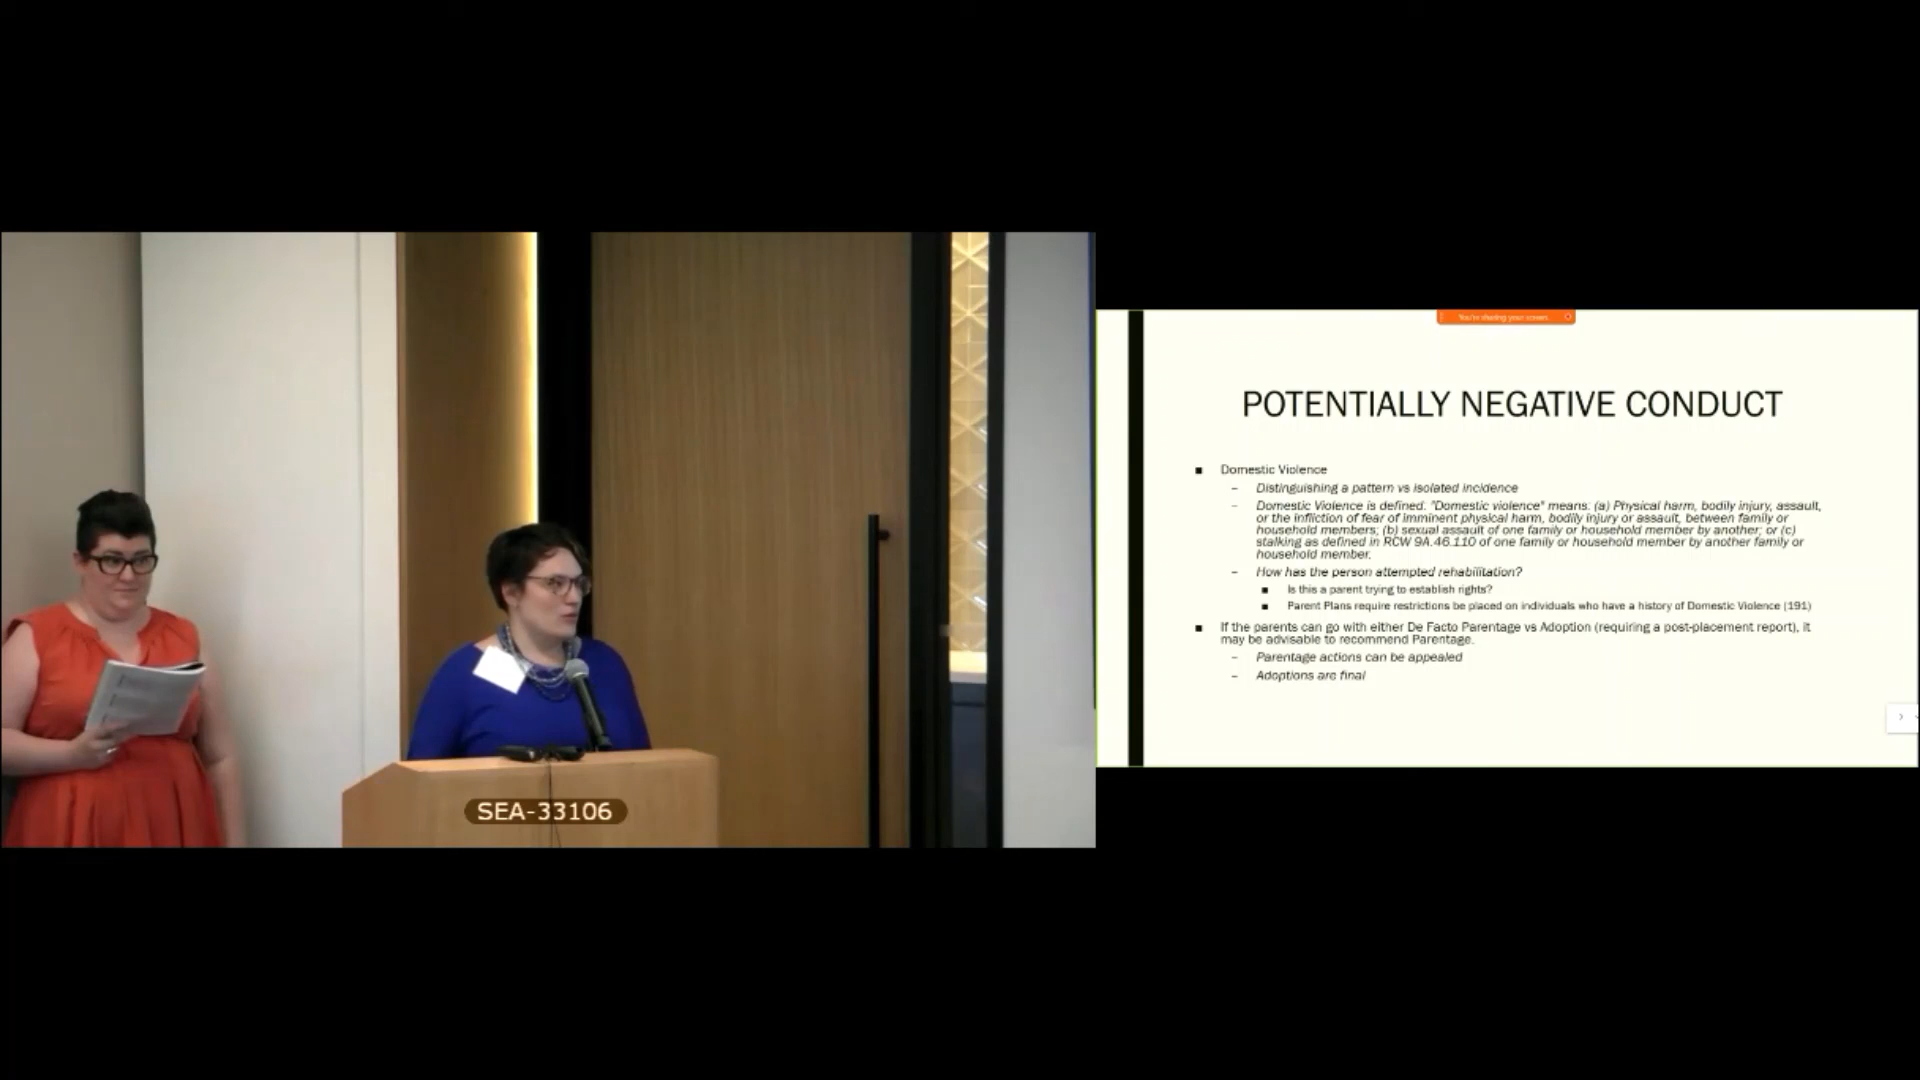 SEA-33106
You're sharing your screen.
POTENTIALLY NEGATIVE CONDUCT
■ Domestic Violence
– Distinguishing a pattern vs isolated incidence
– Domestic Violence is defined: "Domestic violence" means: (a) Physical harm, bodily injury, assault,
or the infliction of fear of imminent physical harm, bodily injury or assault, between family or
household members; (b) sexual assault of one family or household member by another; or (c)
stalking as defined in RCW 9A.46.110 of one family or household member by another family or
household member.
– How has the person attempted rehabilitation?
■ Is this a parent trying to establish rights?
■ Parent Plans require restrictions be placed on individuals who have a history of Domestic Violence (191)
■ If the parents can go with either De Facto Parentage vs Adoption (requiring a post-placement report), it
may be advisable to recommend Parentage.
– Parentage actions can be appealed
– Adoptions are final